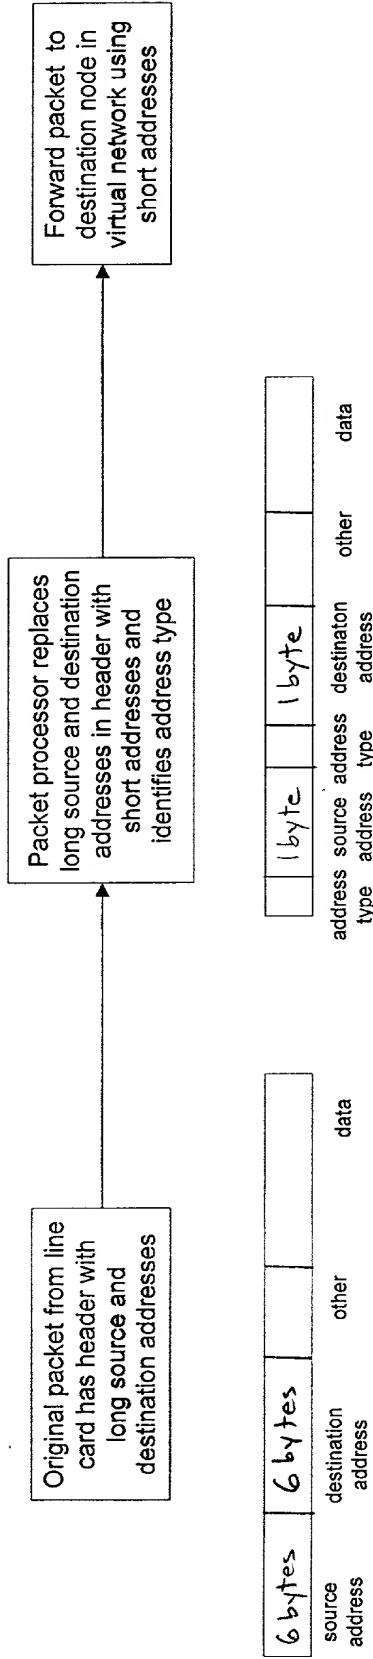 Original packet from line
card has header with
long source and
destination addresses
Packet processor replaces
long source and destination
addresses in header with
short addresses and
identifies address type
Forward packet to
destination node in
virtual network using
short addresses
6 bytes
6 bytes
source
address
destination
address
other
data
1 byte
1 byte
address
type
source
address
address
type
destinaton
address
other
data